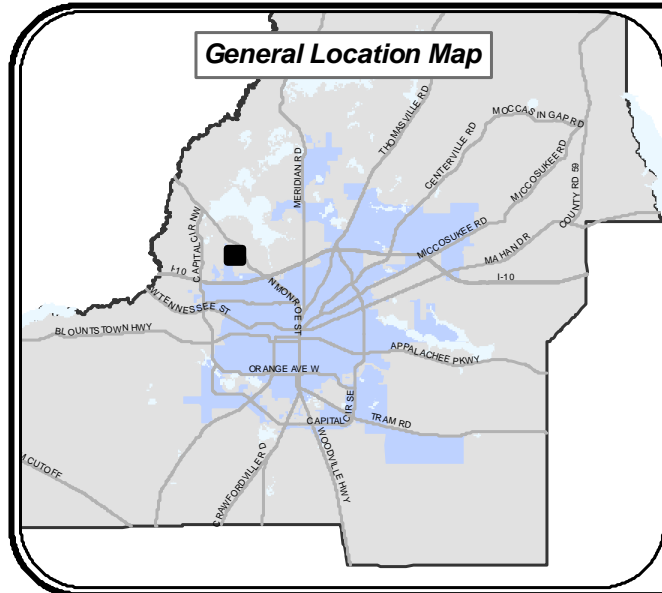 General Location Map
MOCCASIN GAP RD
THOMASVILLE RD
CENTERVILLE RD
MERIDIAN RD
MICCOSUKEE RD
COUNTY RD 59
CAPITAL CIR NW
MICCOSUKEE RD
MAHAN DR
I-10
I-10
N MONROE ST
W TENNESSEE ST
BLOUNTSTOWN HWY
APPALACHEE PKWY
ORANGE AVE W
CAPITAL CIR SE
TRAM RD
WOODVILLE HWY
CRAWFORDVILLE RD
CUTOFF